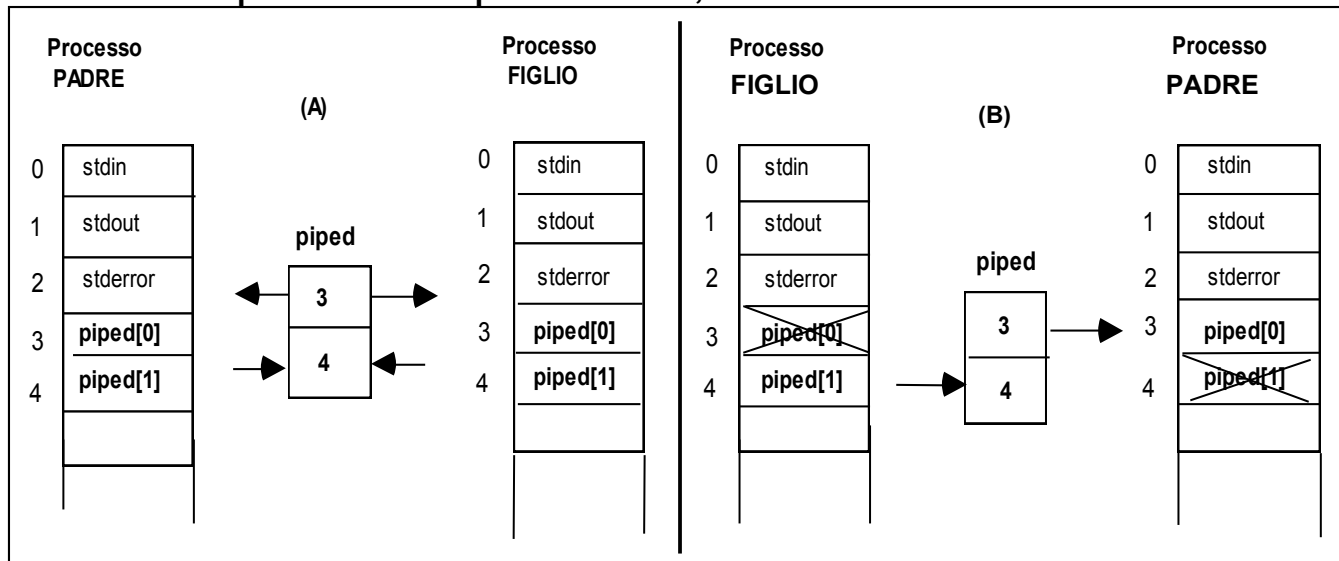 Processo
PADRE
(A)
Processo
FIGLIO
0 stdin
1 stdout
2 stderror
3 piped[0]
4 piped[1]
piped
3
4
0 stdin
1 stdout
2 stderror
3 piped[0]
4 piped[1]
Processo
FIGLIO
(B)
Processo
PADRE
0 stdin
1 stdout
2 stderror
3 piped[0]
4 piped[1]
piped
3
4
0 stdin
1 stdout
2 stderror
3 piped[0]
4 piped[1]